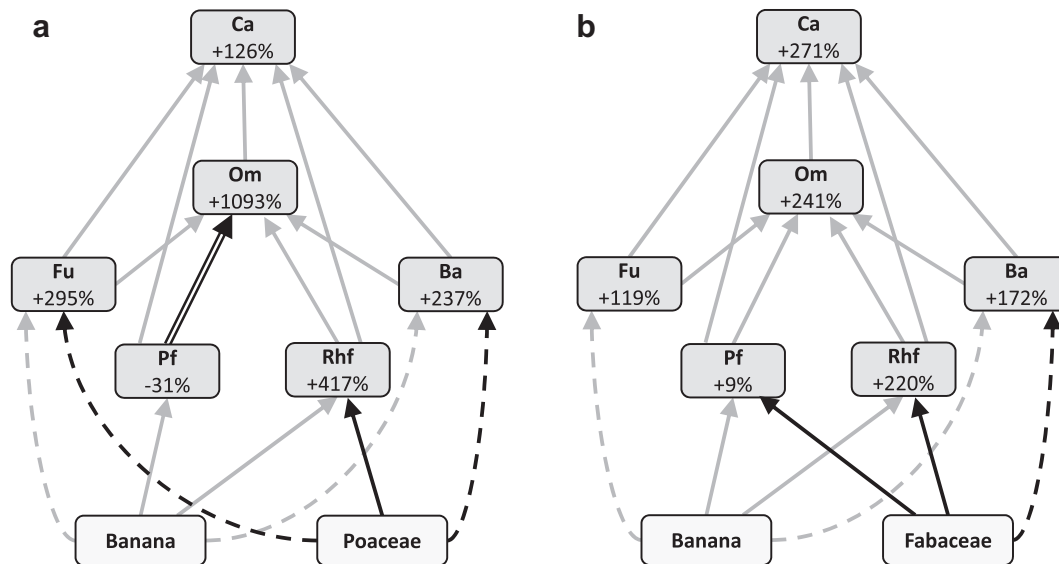 a
Ca
+126%
Om
+1093%
Fu
+295%
Ba
+237%
Pf
-31%
Rhf
+417%
Banana
Poaceae
b
Ca
+271%
Om
+241%
Fu
+119%
Ba
+172%
Pf
+9%
Rhf
+220%
Banana
Fabaceae